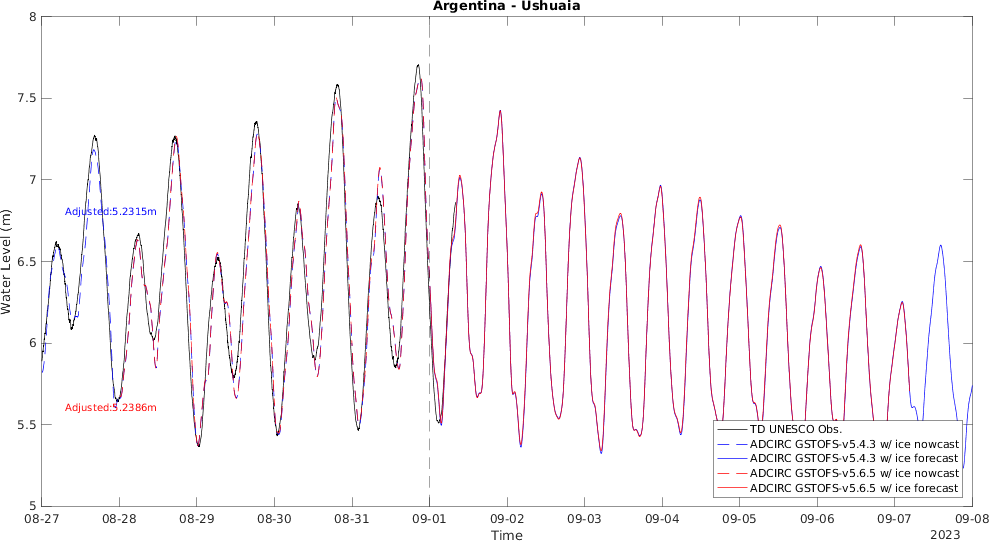 Argentina - Ushuaia
8
7.5
7
6.5
6
5.5
5
Water Level (m)
Adjusted:5.2315m
Adjusted:5.2386m
TD UNESCO Obs.
ADCIRC GSTOFS-v5.4.3 w/ ice nowcast
ADCIRC GSTOFS-v5.4.3 w/ ice forecast
ADCIRC GSTOFS-v5.6.5 w/ ice nowcast
ADCIRC GSTOFS-v5.6.5 w/ ice forecast
08-27 08-28 08-29 08-30 08-31 09-01 09-02 09-03 09-04 09-05 09-06 09-07 09-08
Time
2023